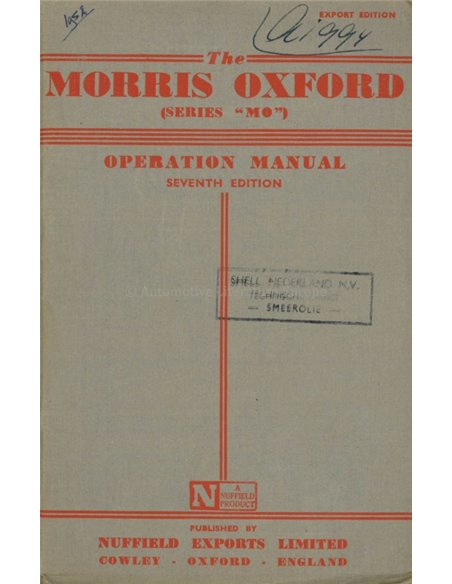 EXPORT EDITION
The
MORRIS OXFORD
(SERIES "MO")
OPERATION MANUAL
SEVENTH EDITION
SHELL NEDERLAND N.V.
— SMEEROLIE —
N
A
NUFFIELD
PRODUCT
PUBLISHED BY
NUFFIELD EXPORTS LIMITED
COWLEY · OXFORD · ENGLAND